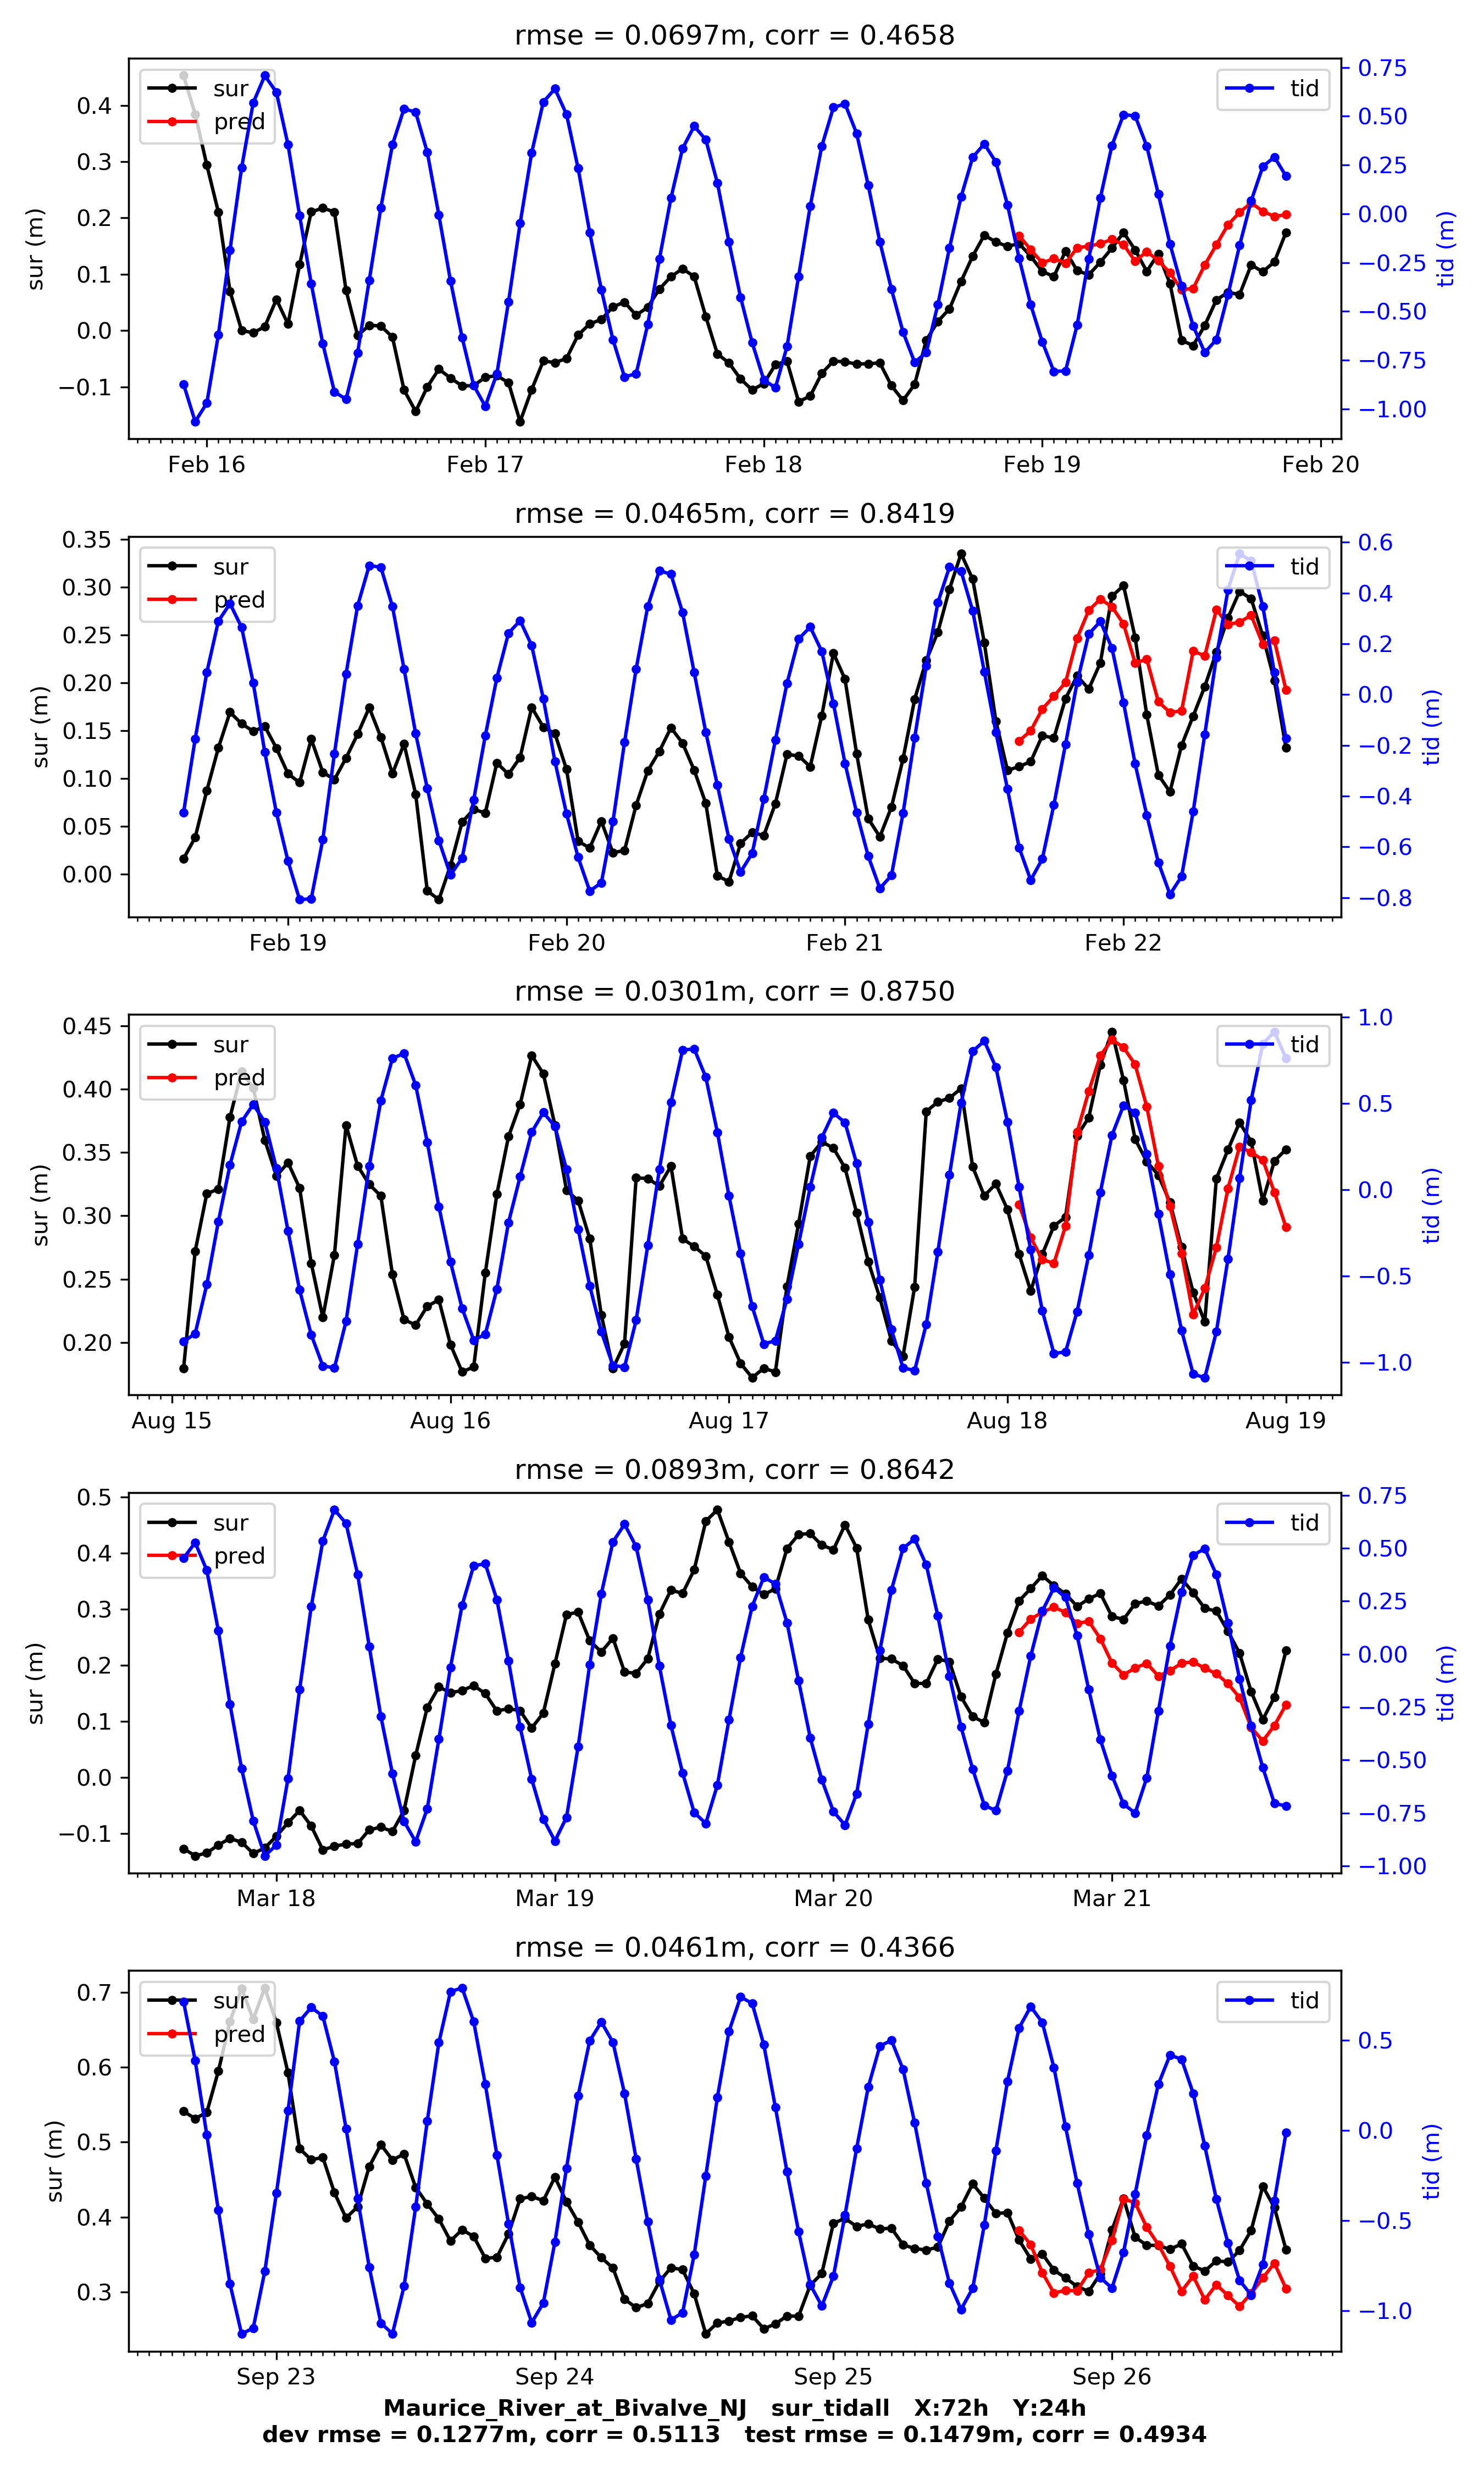 rmse = 0.0697m, corr = 0.4658
sur
pred
tid
0.4
0.3
0.2
0.1
0.0
−0.1
sur (m)
0.75
0.50
0.25
0.00
−0.25
−0.50
−0.75
−1.00
tid (m)
Feb 16 Feb 17 Feb 18 Feb 19 Feb 20
rmse = 0.0465m, corr = 0.8419
sur
pred
tid
0.35
0.30
0.25
0.20
0.15
0.10
0.05
0.00
sur (m)
0.6
0.4
0.2
0.0
−0.2
−0.4
−0.6
−0.8
tid (m)
Feb 19 Feb 20 Feb 21 Feb 22
rmse = 0.0301m, corr = 0.8750
sur
pred
tid
0.45
0.40
0.35
0.30
0.25
0.20
sur (m)
1.0
0.5
0.0
−0.5
−1.0
tid (m)
Aug 15 Aug 16 Aug 17 Aug 18 Aug 19
rmse = 0.0893m, corr = 0.8642
sur
pred
tid
0.5
0.4
0.3
0.2
0.1
0.0
−0.1
sur (m)
0.75
0.50
0.25
0.00
−0.25
−0.50
−0.75
−1.00
tid (m)
Mar 18 Mar 19 Mar 20 Mar 21
rmse = 0.0461m, corr = 0.4366
sur
pred
tid
0.7
0.6
0.5
0.4
0.3
sur (m)
0.5
0.0
−0.5
−1.0
tid (m)
Sep 23 Sep 24 Sep 25 Sep 26
Maurice_River_at_Bivalve_NJ sur_tidall X:72h Y:24h
dev rmse = 0.1277m, corr = 0.5113 test rmse = 0.1479m, corr = 0.4934